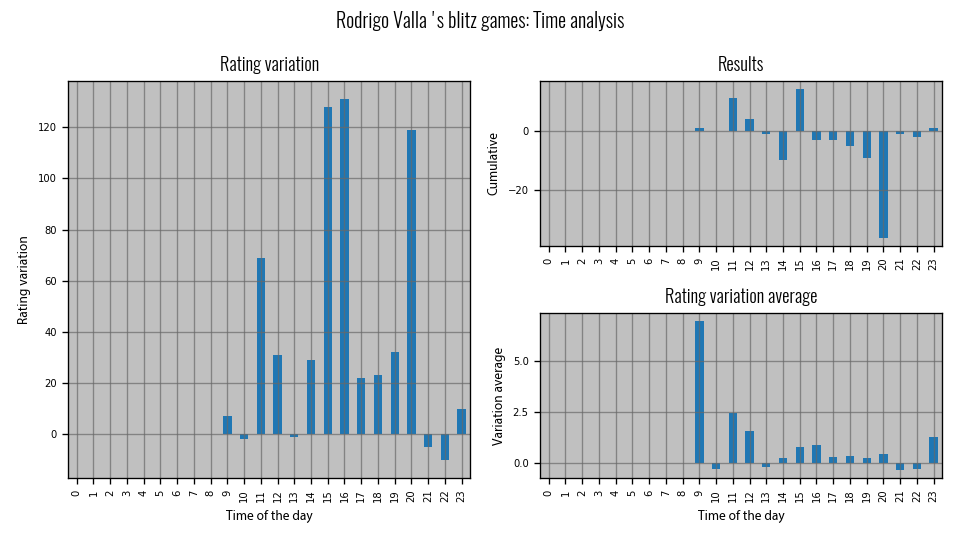 Rodrigo Valla 's blitz games: Time analysis
Rating variation
Rating variation
120
100
80
60
40
20
0
0 1 2 3 4 5 6 7 8 9 10 11 12 13 14 15 16 17 18 19 20 21 22 23
Time of the day
Results
Cumulative
0
−20
0 1 2 3 4 5 6 7 8 9 10 11 12 13 14 15 16 17 18 19 20 21 22 23
Rating variation average
Variation average
5.0
2.5
0.0
0 1 2 3 4 5 6 7 8 9 10 11 12 13 14 15 16 17 18 19 20 21 22 23
Time of the day